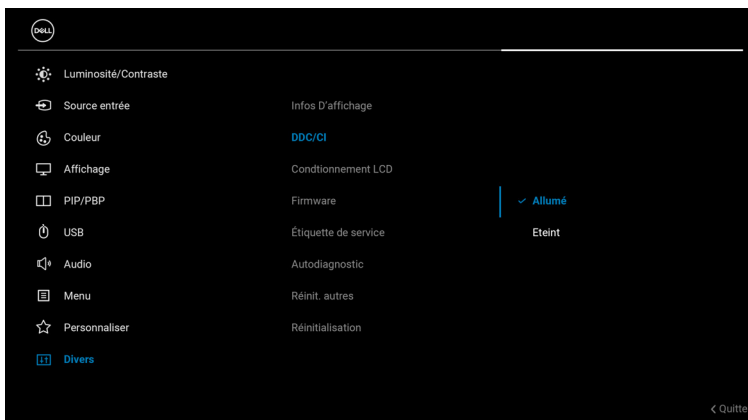 DELL
Luminosité/Contraste
Source entrée
Infos D'affichage
Couleur
DDC/CI
Affichage
Condtionnement LCD
PIP/PBP
Firmware
Allumé
USB
Étiquette de service
Eteint
Audio
Autodiagnostic
Menu
Réinit. autres
Personnaliser
Réinitialisation
Divers
Quitte